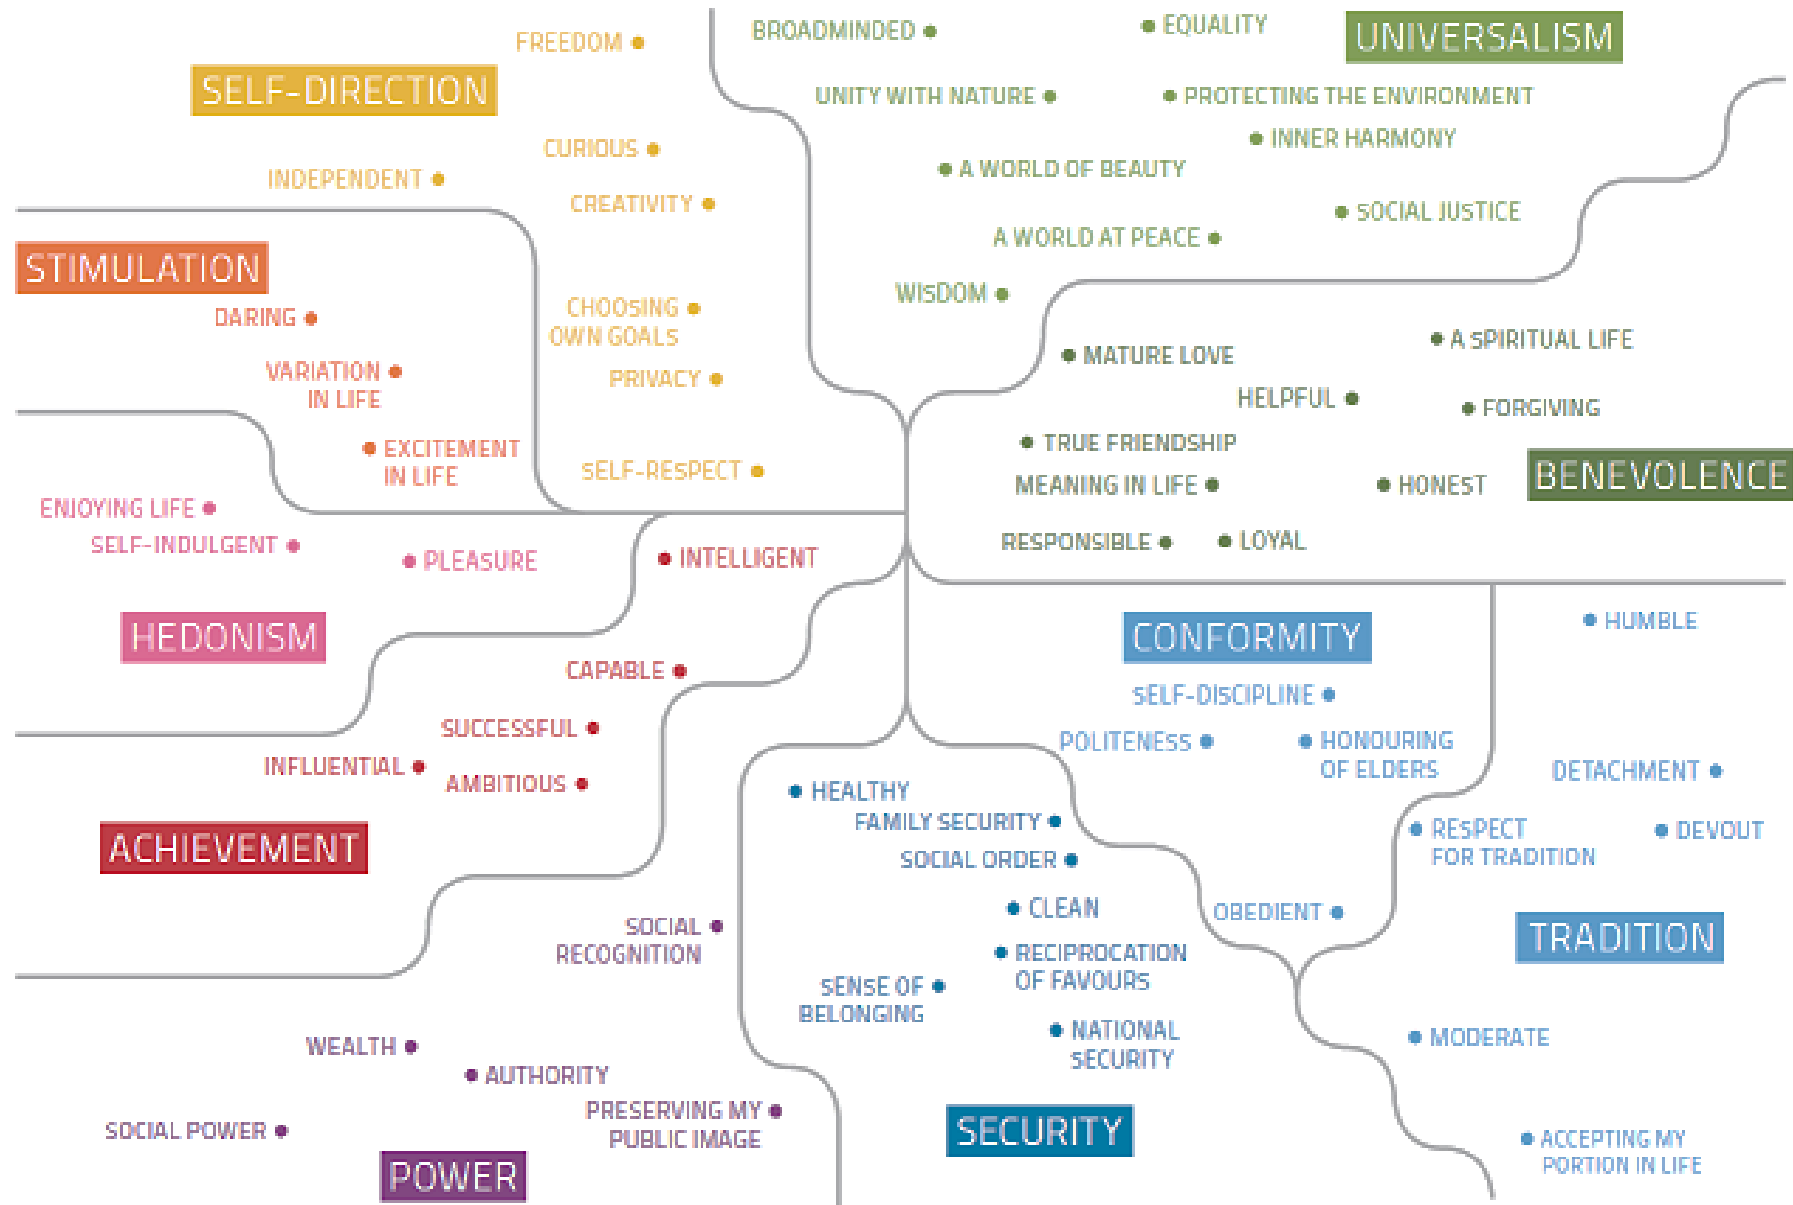 FREEDOM
SELF-DIRECTION
CURIOUS
INDEPENDENT
CREATIVITY
CHOOSING
OWN GOALS
PRIVACY
SELF-RESPECT
BROADMINDED
EQUALITY
UNIVERSALISM
UNITY WITH NATURE
PROTECTING THE ENVIRONMENT
INNER HARMONY
A WORLD OF BEAUTY
SOCIAL JUSTICE
A WORLD AT PEACE
WISDOM
STIMULATION
DARING
VARIATION
IN LIFE
EXCITEMENT
IN LIFE
A SPIRITUAL LIFE
MATURE LOVE
HELPFUL
FORGIVING
TRUE FRIENDSHIP
MEANING IN LIFE
HONEST
BENEVOLENCE
RESPONSIBLE
LOYAL
ENJOYING LIFE
SELF-INDULGENT
PLEASURE
HEDONISM
INTELLIGENT
CAPABLE
SUCCESSFUL
INFLUENTIAL
AMBITIOUS
ACHIEVEMENT
CONFORMITY
SELF-DISCIPLINE
POLITENESS
HONOURING
OF ELDERS
OBEDIENT
HUMBLE
DETACHMENT
RESPECT
FOR TRADITION
DEVOUT
TRADITION
MODERATE
ACCEPTING MY
PORTION IN LIFE
HEALTHY
FAMILY SECURITY
SOCIAL ORDER
CLEAN
RECIPROCATION
OF FAVOURS
SENSE OF
BELONGING
NATIONAL
SECURITY
SECURITY
SOCIAL
RECOGNITION
WEALTH
AUTHORITY
PRESERVING MY
PUBLIC IMAGE
SOCIAL POWER
POWER